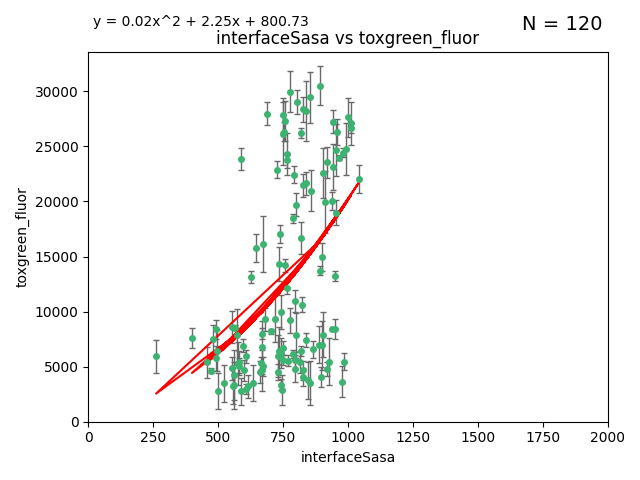 y = 0.02x^2 + 2.25x + 800.73
N = 120
interfaceSasa vs toxgreen_fluor
toxgreen_fluor
30000
25000
20000
15000
10000
5000
0
0 250 500 750 1000 1250 1500 1750 2000
interfaceSasa